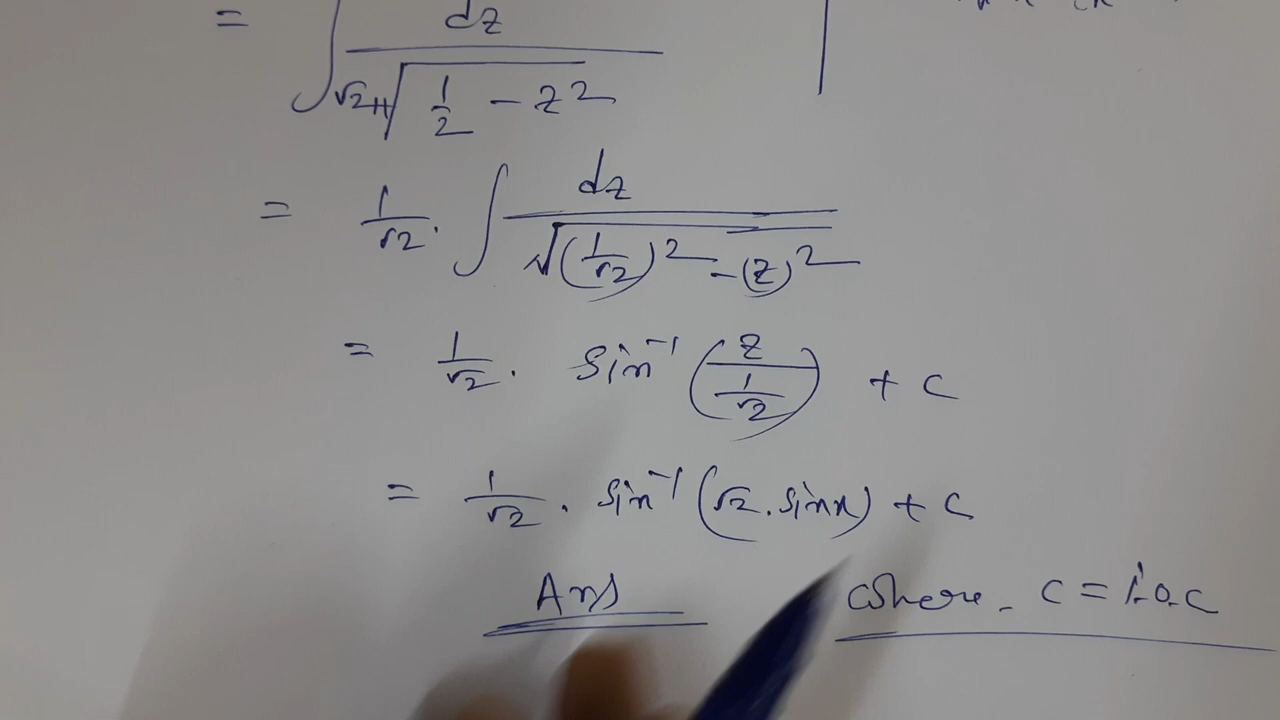 = ∫ dz / √2 √(1/2 - z²)
= 1/√2 . ∫ dz / √((1/√2)² - (z)²)
= 1/√2 . Sin⁻¹ (z / (1/√2)) + c
= 1/√2 . Sin⁻¹ (√2 . Sinx) + c
Ans where. c = i.o.c